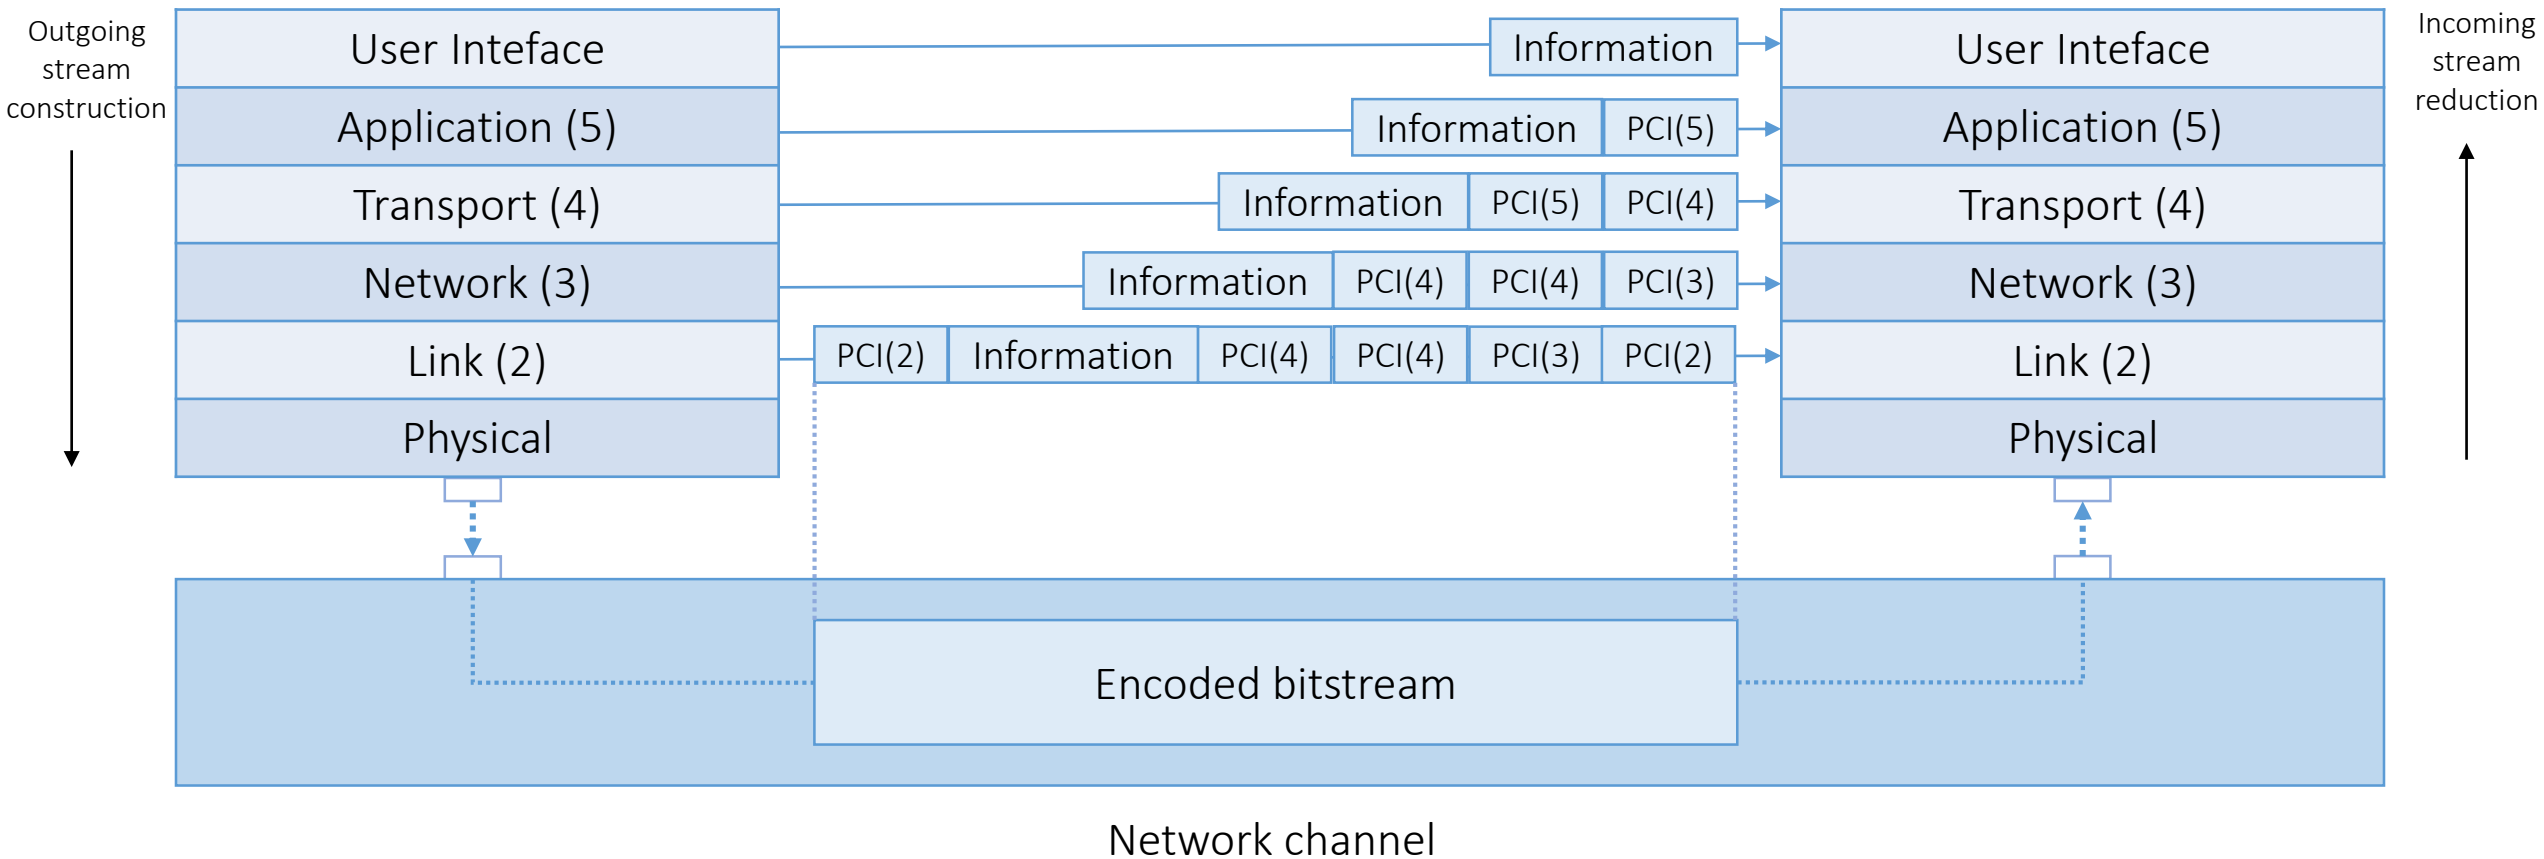 Outgoing
stream
construction
User Inteface
Information
User Inteface
Incoming
stream
reduction
Application (5)
Information PCI(5)
Application (5)
Transport (4)
Information PCI(5) PCI(4)
Transport (4)
Network (3)
Information PCI(4) PCI(4) PCI(3)
Network (3)
Link (2)
PCI(2) Information PCI(4) PCI(4) PCI(3) PCI(2)
Link (2)
Physical
Physical
Encoded bitstream
Network channel